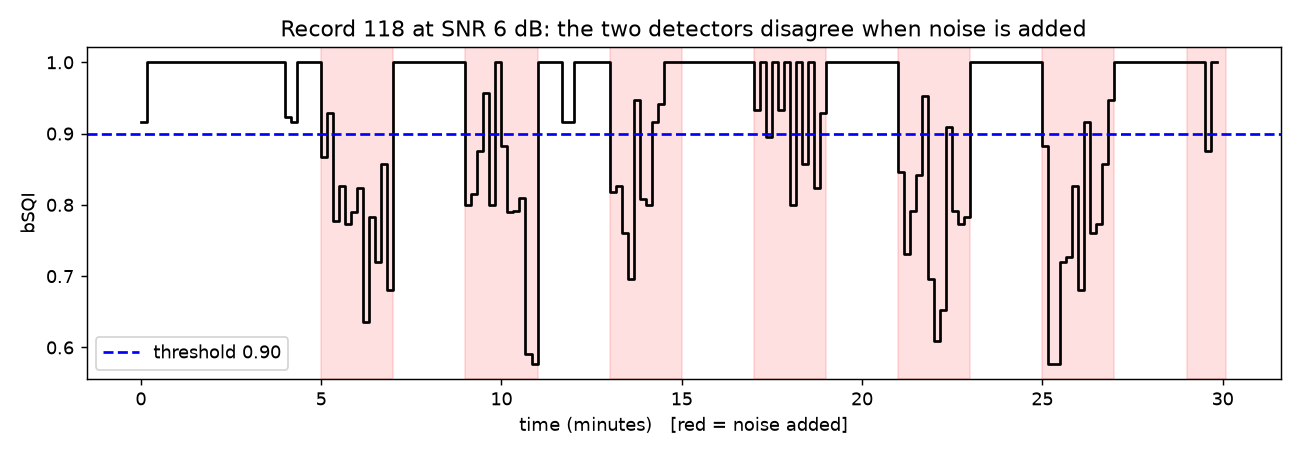 Record 118 at SNR 6 dB: the two detectors disagree when noise is added
bSQI
1.0
0.9
0.8
0.7
0.6
threshold 0.90
0 5 10 15 20 25 30
time (minutes)   [red = noise added]